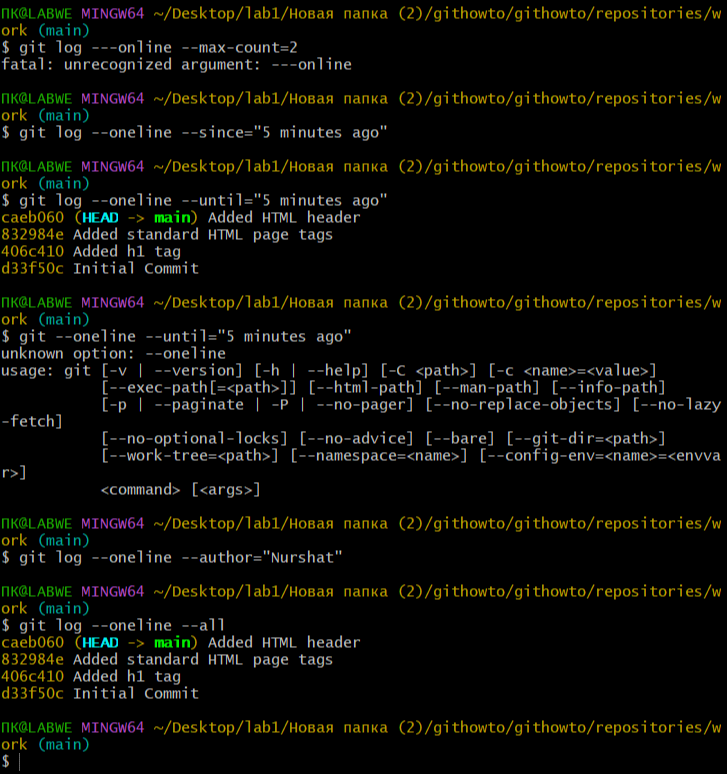 ПК@LABWE MINGW64 ~/Desktop/lab1/Новая папка (2)/githowto/githowto/repositories/w
ork (main)
$ git log ---online --max-count=2
fatal: unrecognized argument: ---online
ПК@LABWE MINGW64 ~/Desktop/lab1/Новая папка (2)/githowto/githowto/repositories/w
ork (main)
$ git log --oneline --since="5 minutes ago"
ПК@LABWE MINGW64 ~/Desktop/lab1/Новая папка (2)/githowto/githowto/repositories/w
ork (main)
$ git log --oneline --until="5 minutes ago"
caeb060 (HEAD -> main) Added HTML header
832984e Added standard HTML page tags
406c410 Added h1 tag
d33f50c Initial Commit
ПК@LABWE MINGW64 ~/Desktop/lab1/Новая папка (2)/githowto/githowto/repositories/w
ork (main)
$ git --oneline --until="5 minutes ago"
unknown option: --oneline
usage: git [-v | --version] [-h | --help] [-C <path>] [-c <name>=<value>]
           [--exec-path[=<path>]] [--html-path] [--man-path] [--info-path]
           [-p | --paginate | -P | --no-pager] [--no-replace-objects] [--no-lazy
-fetch]
           [--no-optional-locks] [--no-advice] [--bare] [--git-dir=<path>]
           [--work-tree=<path>] [--namespace=<name>] [--config-env=<name>=<envva
r>]
           <command> [<args>]
ПК@LABWE MINGW64 ~/Desktop/lab1/Новая папка (2)/githowto/githowto/repositories/w
ork (main)
$ git log --oneline --author="Nurshat"
ПК@LABWE MINGW64 ~/Desktop/lab1/Новая папка (2)/githowto/githowto/repositories/w
ork (main)
$ git log --oneline --all
caeb060 (HEAD -> main) Added HTML header
832984e Added standard HTML page tags
406c410 Added h1 tag
d33f50c Initial Commit
ПК@LABWE MINGW64 ~/Desktop/lab1/Новая папка (2)/githowto/githowto/repositories/w
ork (main)
$